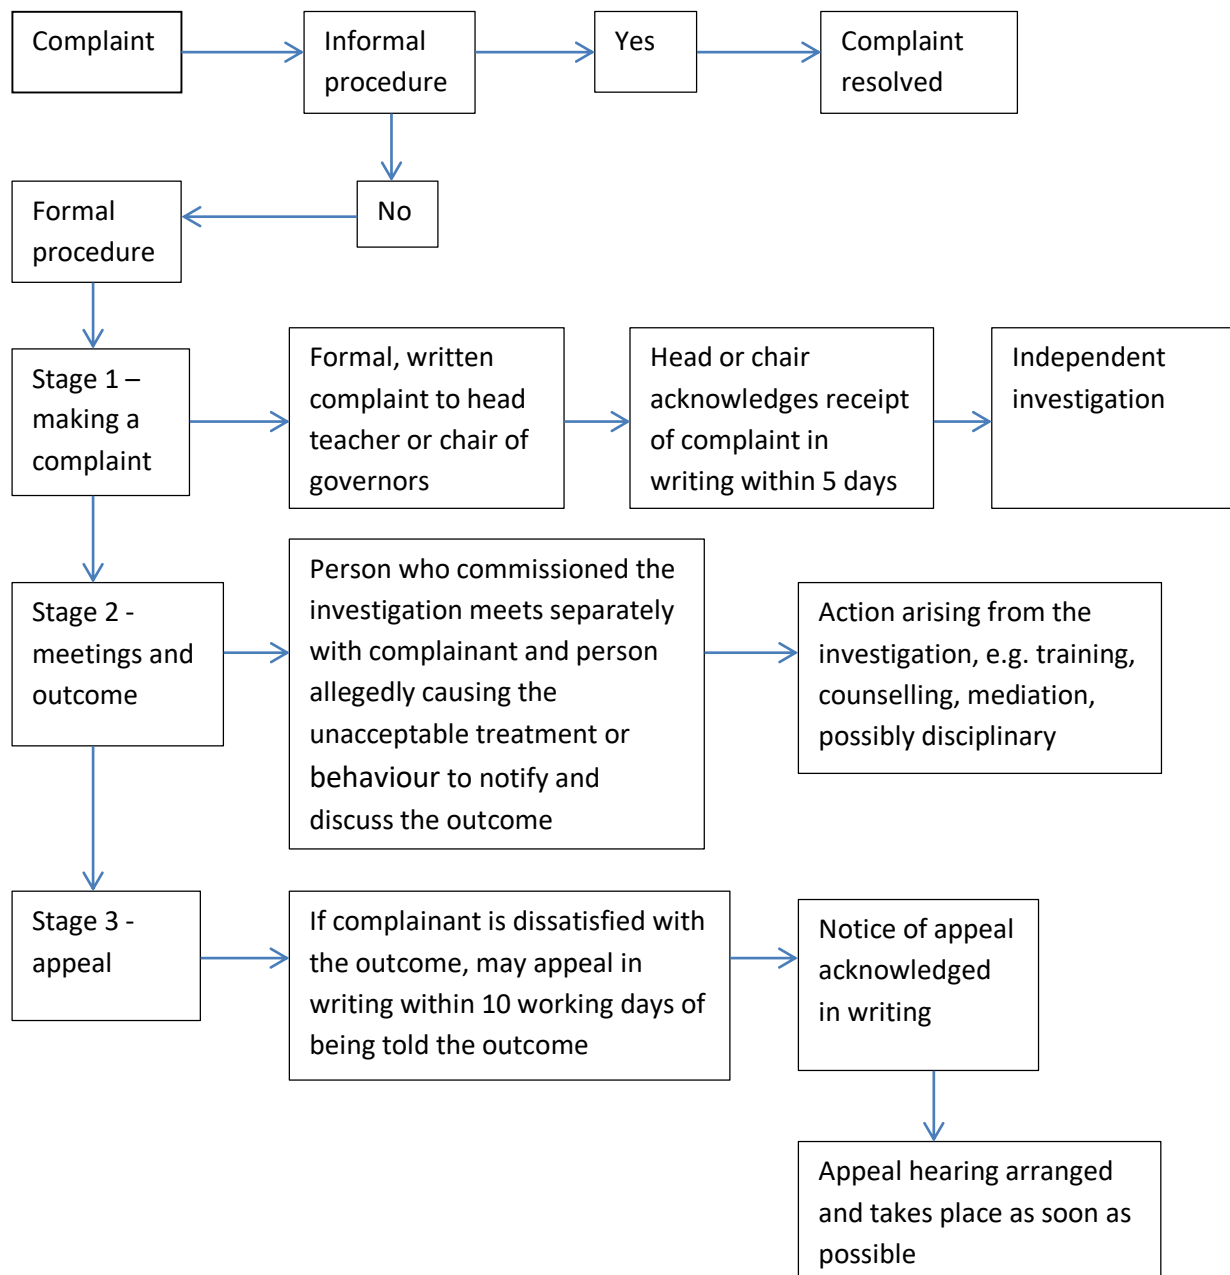 Complaint
Informal
procedure
Yes
Complaint
resolved
No
Formal
procedure
Stage 1 –
making a
complaint
Formal, written
complaint to head
teacher or chair of
governors
Head or chair
acknowledges receipt
of complaint in
writing within 5 days
Independent
investigation
Stage 2 -
meetings and
outcome
Person who commissioned the
investigation meets separately
with complainant and person
allegedly causing the
unacceptable treatment or
behaviour to notify and
discuss the outcome
Action arising from the
investigation, e.g. training,
counselling, mediation,
possibly disciplinary
Stage 3 -
appeal
If complainant is dissatisfied with
the outcome, may appeal in
writing within 10 working days of
being told the outcome
Notice of appeal
acknowledged
in writing
Appeal hearing arranged
and takes place as soon as
possible